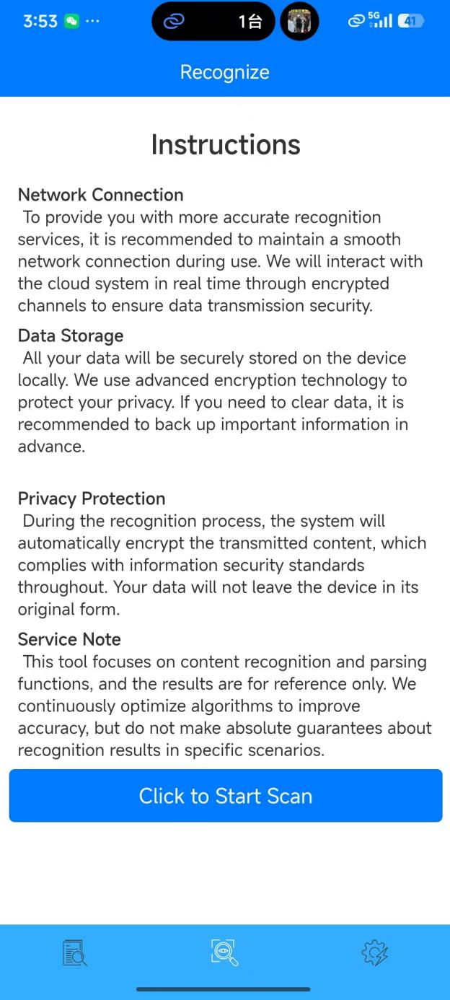 3:53
1台
5G
41
Recognize
Instructions
Network Connection
To provide you with more accurate recognition
services, it is recommended to maintain a smooth
network connection during use. We will interact with
the cloud system in real time through encrypted
channels to ensure data transmission security.
Data Storage
All your data will be securely stored on the device
locally. We use advanced encryption technology to
protect your privacy. If you need to clear data, it is
recommended to back up important information in
advance.
Privacy Protection
During the recognition process, the system will
automatically encrypt the transmitted content, which
complies with information security standards
throughout. Your data will not leave the device in its
original form.
Service Note
This tool focuses on content recognition and parsing
functions, and the results are for reference only. We
continuously optimize algorithms to improve
accuracy, but do not make absolute guarantees about
recognition results in specific scenarios.
Click to Start Scan